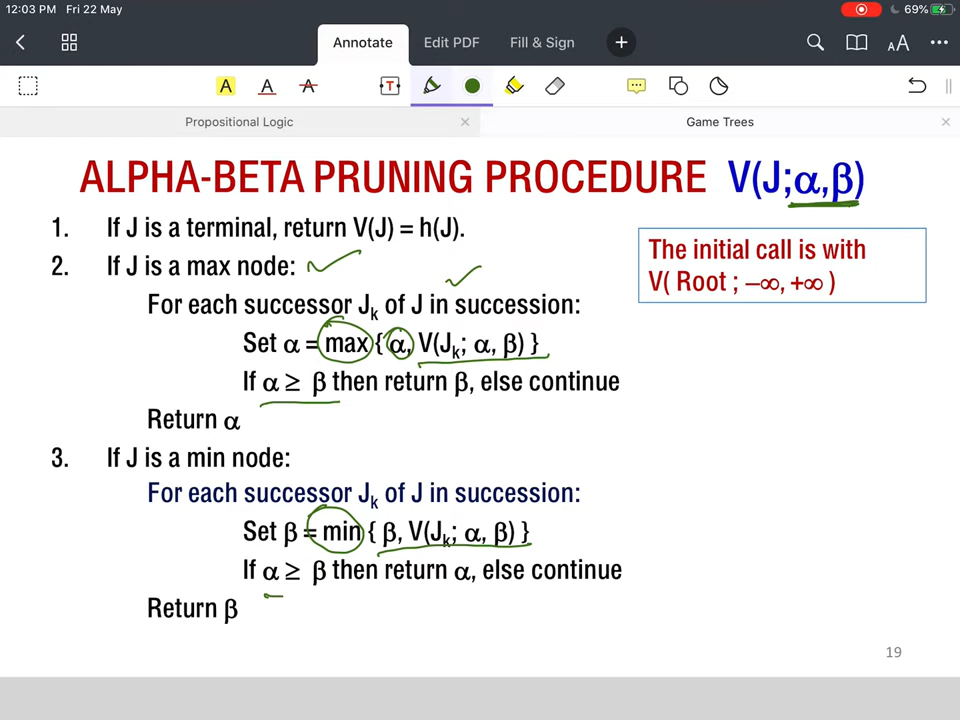 12:03 PM Fri 22 May 69%
Annotate Edit PDF Fill & Sign
A A A T AA
Propositional Logic Game Trees
ALPHA-BETA PRUNING PROCEDURE V(J;α,β)
1. If J is a terminal, return V(J) = h(J).
2. If J is a max node:
For each successor Jk of J in succession:
Set α = max { α, V(Jk; α, β) }
If α ≥ β then return β, else continue
Return α
The initial call is with
V( Root ; –∞, +∞ )
3. If J is a min node:
For each successor Jk of J in succession:
Set β = min { β, V(Jk; α, β) }
If α ≥ β then return α, else continue
Return β
19